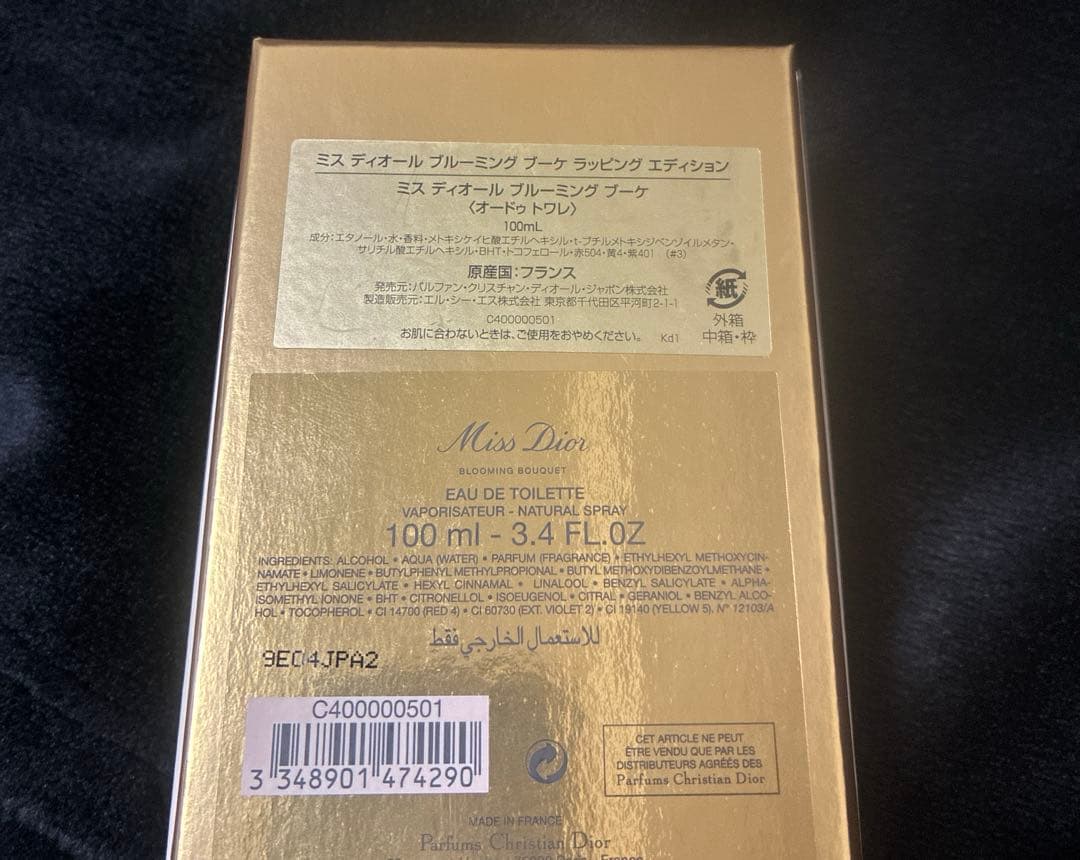 ミス ディオール ブルーミング ブーケ ラッピング エディション
ミス ディオール ブルーミング ブーケ
〈オードゥ トワレ〉
100mL
成分:エタノール・水・香料・メトキシケイヒ酸エチルヘキシル・t-ブチルメトキシジベンゾイルメタン・
サリチル酸エチルヘキシル・BHT・トコフェロール・赤504・黄4・紫401 (#3)
原産国:フランス
発売元:パルファン・クリスチャン・ディオール・ジャポン株式会社
製造販売元:エル・シー・エス株式会社 東京都千代田区平河町2-1-1
C400000501
お肌に合わないときは、ご使用をおやめください。 Kd1
紙
外箱
中箱・枠
Miss Dior
BLOOMING BOUQUET
EAU DE TOILETTE
VAPORISATEUR - NATURAL SPRAY
100 ml - 3.4 FL.OZ
INGREDIENTS: ALCOHOL • AQUA (WATER) • PARFUM (FRAGRANCE) • ETHYLHEXYL METHOXYCIN-
NAMATE • LIMONENE • BUTYLPHENYL METHYLPROPIONAL • BUTYL METHOXYDIBENZOYLMETHANE •
ETHYLHEXYL SALICYLATE • HEXYL CINNAMAL • LINALOOL • BENZYL SALICYLATE • ALPHA-
ISOMETHYL IONONE • BHT • CITRONELLOL • ISOEUGENOL • CITRAL • GERANIOL • BENZYL ALCO-
HOL • TOCOPHEROL • CI 14700 (RED 4) • CI 60730 (EXT. VIOLET 2) • CI 19140 (YELLOW 5). N° 12103/A
للاستعمال الخارجي فقط
9E04JPA2
C400000501
3 348901 474290
CET ARTICLE NE PEUT
ÊTRE VENDU QUE PAR LES
DISTRIBUTEURS AGRÉÉS DES
Parfums Christian Dior
MADE IN FRANCE
Parfums Christian Dior